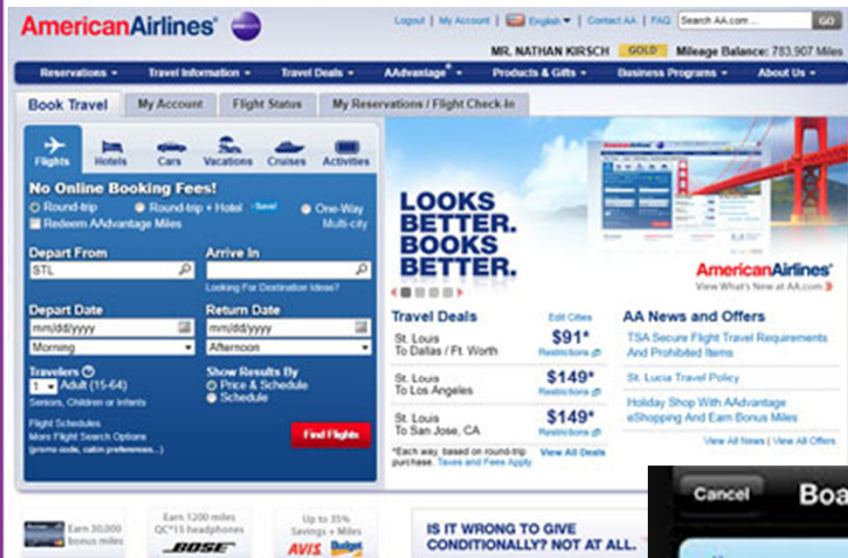 AmericanAirlines
Logout | My Account | English | Contact AA | FAQ Search AA.com ... GO
MR. NATHAN KIRSCH GOLD Mileage Balance: 783,907 Miles
Reservations Travel Information Travel Deals AAdvantage® Products & Gifts Business Programs About Us
Book Travel My Account Flight Status My Reservations / Flight Check-In
Flights Hotels Cars Vacations Cruises Activities
No Online Booking Fees!
Round-trip Round-trip + Hotel Save! One-Way
Redeem AAdvantage Miles Multi-city
Depart From Arrive In
STL
Looking For Destination Ideas?
Depart Date Return Date
mm/dd/yyyy mm/dd/yyyy
Morning Afternoon
Travelers Show Results By
1 Adult (15-64) Price & Schedule
Seniors, Children or Infants Schedule
Flight Schedules
More Flight Search Options
(promo code, cabin preferences...)
Find Flights
LOOKS
BETTER.
BOOKS
BETTER.
AmericanAirlines®
View What's New at AA.com
Travel Deals Edit Cities
St. Louis $91*
To Dallas / Ft. Worth Restrictions
St. Louis $149*
To Los Angeles Restrictions
St. Louis $149*
To San Jose, CA Restrictions
*Each way, based on round-trip View All Deals
purchase. Taxes and Fees Apply
AA News and Offers
TSA Secure Flight Travel Requirements
And Prohibited Items
St. Lucia Travel Policy
Holiday Shop With AAdvantage
eShopping And Earn Bonus Miles
View All News | View All Offers
Earn 30,000
bonus miles
Earn 1200 miles
QC®15 headphones
BOSE
Up to 35%
Savings + Miles
AVIS Budget
IS IT WRONG TO GIVE
CONDITIONALLY? NOT AT ALL.
Cancel Boa